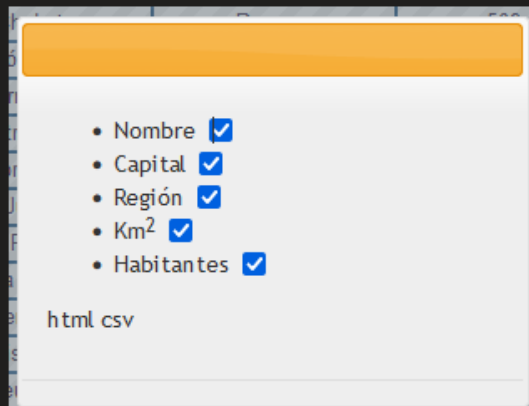 Nombre
Capital
Región
Km²
Habitantes
html csv